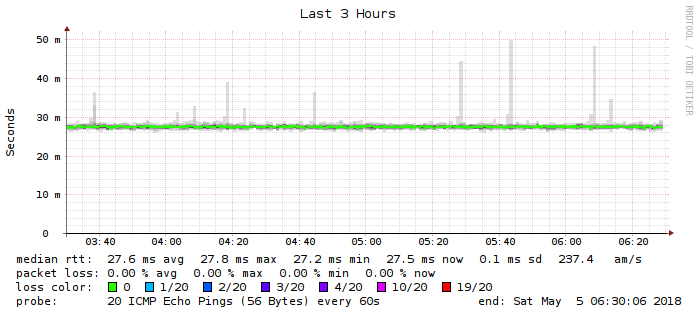 Last 3 Hours
RRDTOOL / TOBI OETIKER
Seconds
50 m
40 m
30 m
20 m
10 m
0
03:40 04:00 04:20 04:40 05:00 05:20 05:40 06:00 06:20
median rtt: 27.6 ms avg 27.8 ms max 27.2 ms min 27.5 ms now 0.1 ms sd 237.4 am/s
packet loss: 0.00 % avg 0.00 % max 0.00 % min 0.00 % now
loss color: 0 1/20 2/20 3/20 4/20 10/20 19/20
probe: 20 ICMP Echo Pings (56 Bytes) every 60s end: Sat May 5 06:30:06 2018